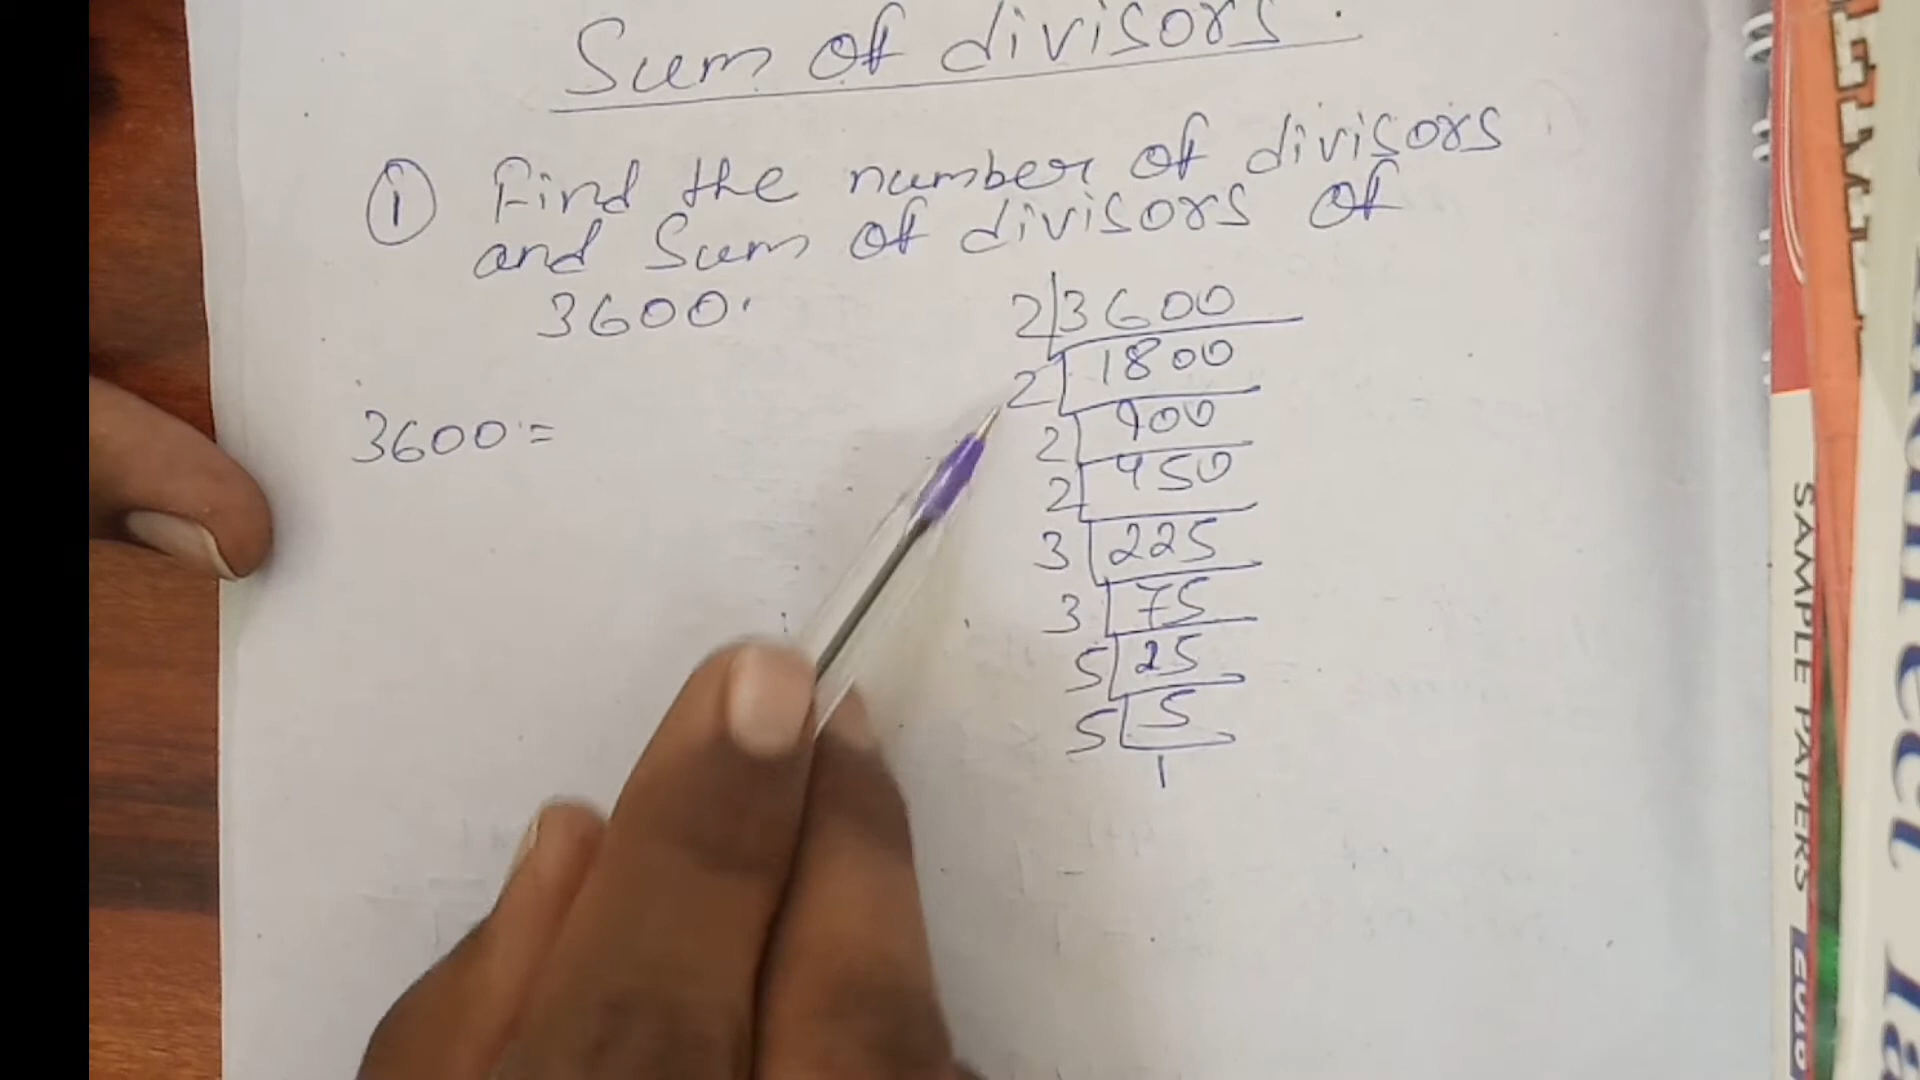 Sum of divisors.
① Find the number of divisors
and Sum of divisors of
3600.
2 3600
2 1800
2 900
2 450
3 225
3 75
5 25
5 5
1
3600 =
SAMPLE PAPERS